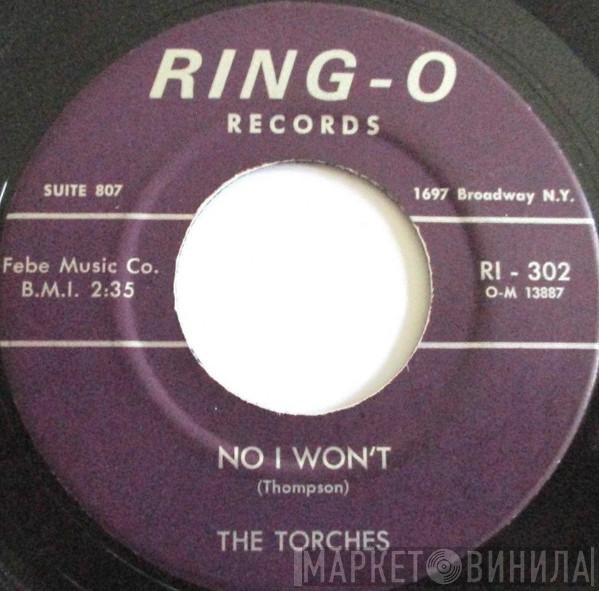 RING-O
RECORDS
SUITE 807
1697 Broadway N.Y.
Febe Music Co.
B.M.I. 2:35
RI - 302
O-M 13887
NO I WON'T
(Thompson)
THE TORCHES
МАРКЕТ ВИНИЛА